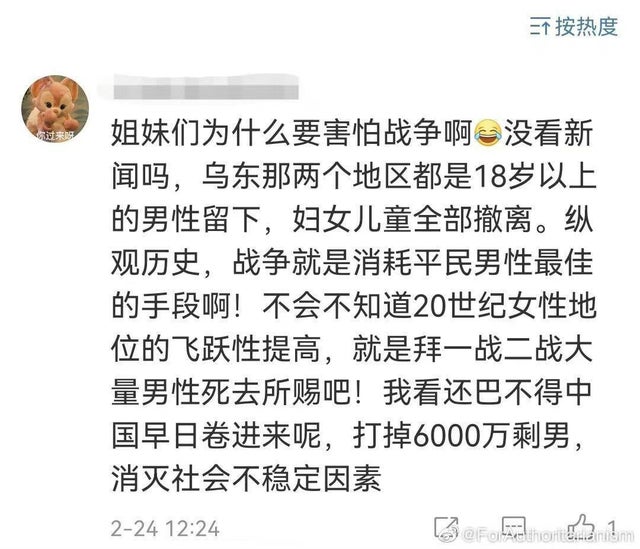 按热度
你过来呀
姐妹们为什么要害怕战争啊😂没看新
闻吗，乌东那两个地区都是18岁以上
的男性留下，妇女儿童全部撤离。纵
观历史，战争就是消耗平民男性最佳
的手段啊！不会不知道20世纪女性地
位的飞跃性提高，就是拜一战二战大
量男性死去所赐吧！我看还巴不得中
国早日卷进来呢，打掉6000万剩男，
消灭社会不稳定因素
2-24 12:24
1
@ForAuthoritarianism